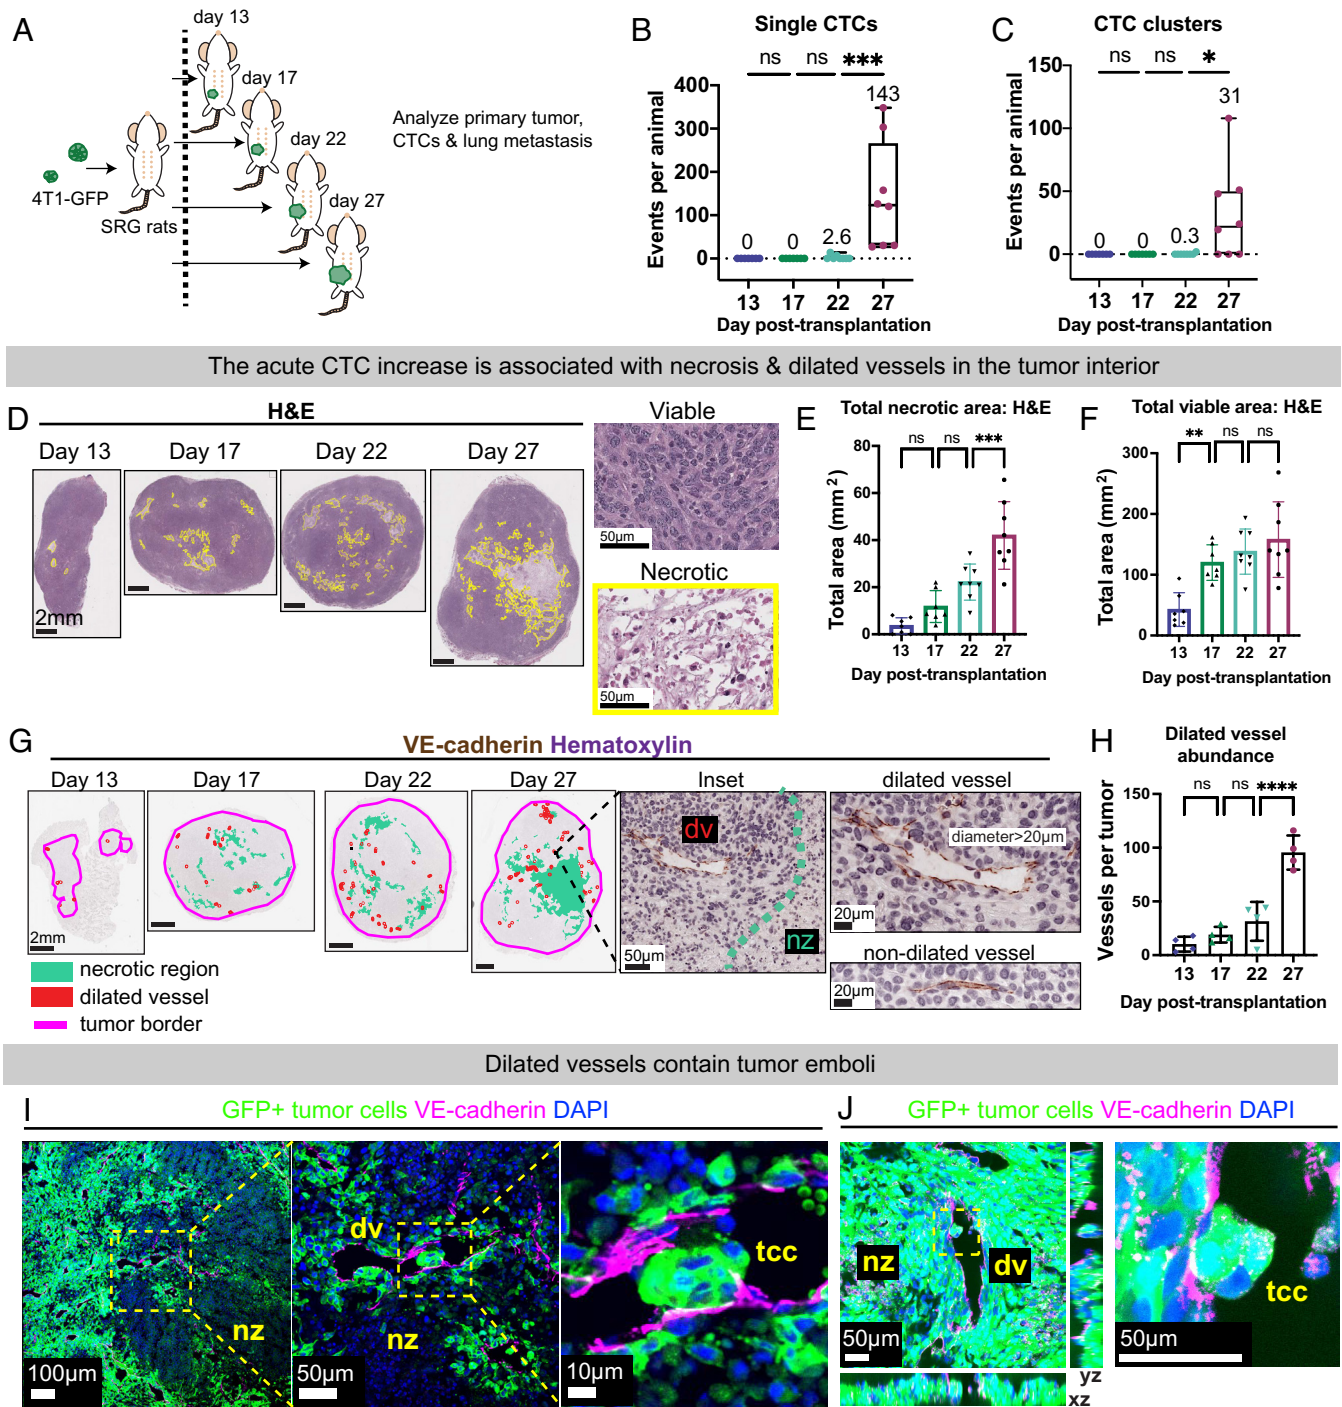 A
day 13
day 17
day 22
day 27
4T1-GFP
SRG rats
Analyze primary tumor,
CTCs & lung metastasis
B
Single CTCs
ns
ns
***
Events per animal
400
300
200
100
0
0
0
2.6
143
13
17
22
27
Day post-transplantation
C
CTC clusters
ns
ns
*
Events per animal
150
100
50
0
0
0
0.3
31
13
17
22
27
Day post-transplantation
The acute CTC increase is associated with necrosis & dilated vessels in the tumor interior
D
H&E
Day 13
Day 17
Day 22
Day 27
2mm
Viable
50μm
Necrotic
50μm
E
Total necrotic area: H&E
ns
ns
***
Total area (mm2)
80
60
40
20
0
13
17
22
27
Day post-transplantation
F
Total viable area: H&E
**
ns
ns
Total area (mm2)
300
200
100
0
13
17
22
27
Day post-transplantation
G
VE-cadherin Hematoxylin
Day 13
Day 17
Day 22
Day 27
Inset
dilated vessel
2mm
dv
nz
50μm
diameter>20μm
20μm
non-dilated vessel
20μm
necrotic region
dilated vessel
tumor border
H
Dilated vessel
abundance
ns
ns
****
Vessels per tumor
150
100
50
0
13
17
22
27
Day post-transplantation
Dilated vessels contain tumor emboli
I
GFP+ tumor cells VE-cadherin DAPI
nz
100μm
dv
nz
50μm
tcc
10μm
J
GFP+ tumor cells VE-cadherin DAPI
nz
dv
50μm
yz
xz
tcc
50μm